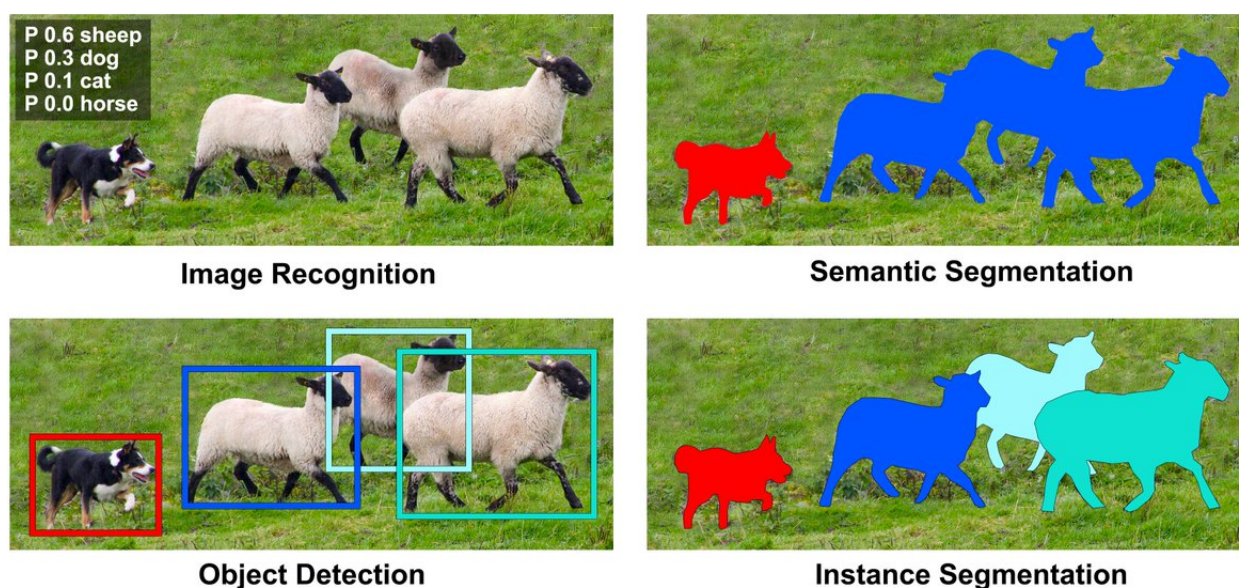 P 0.6 sheep
P 0.3 dog
P 0.1 cat
P 0.0 horse
Image Recognition
Semantic Segmentation
Object Detection
Instance Segmentation